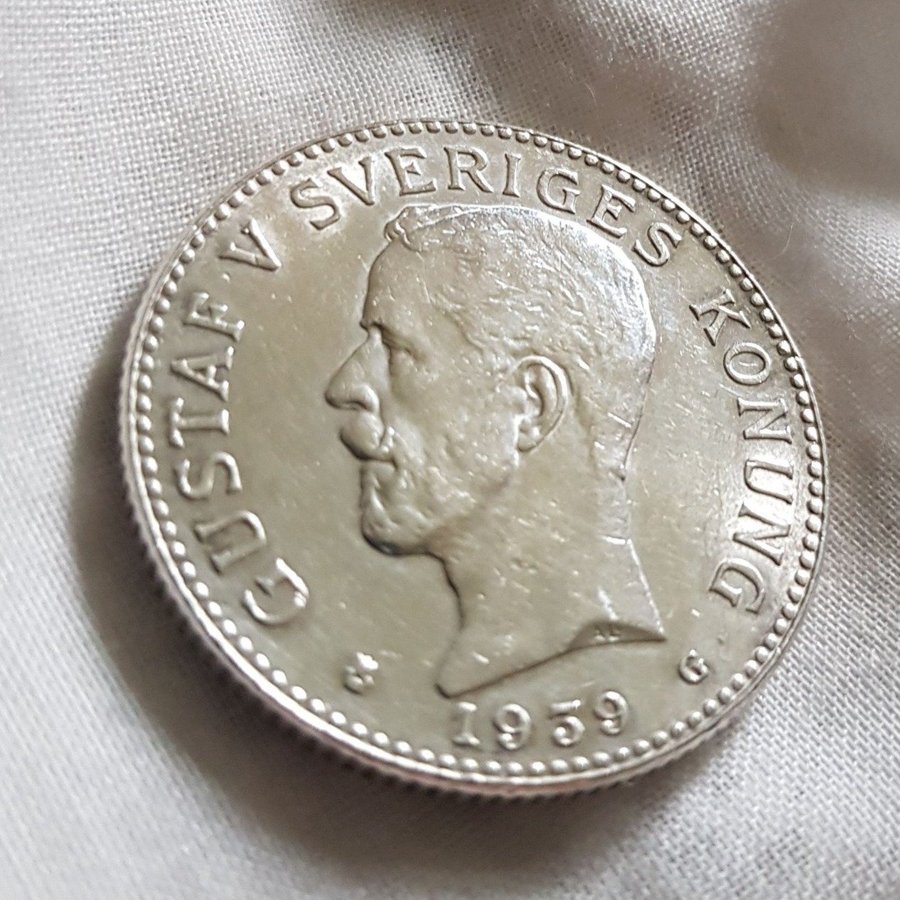 GUSTAF V SVERIGES KONUNG
G
1939